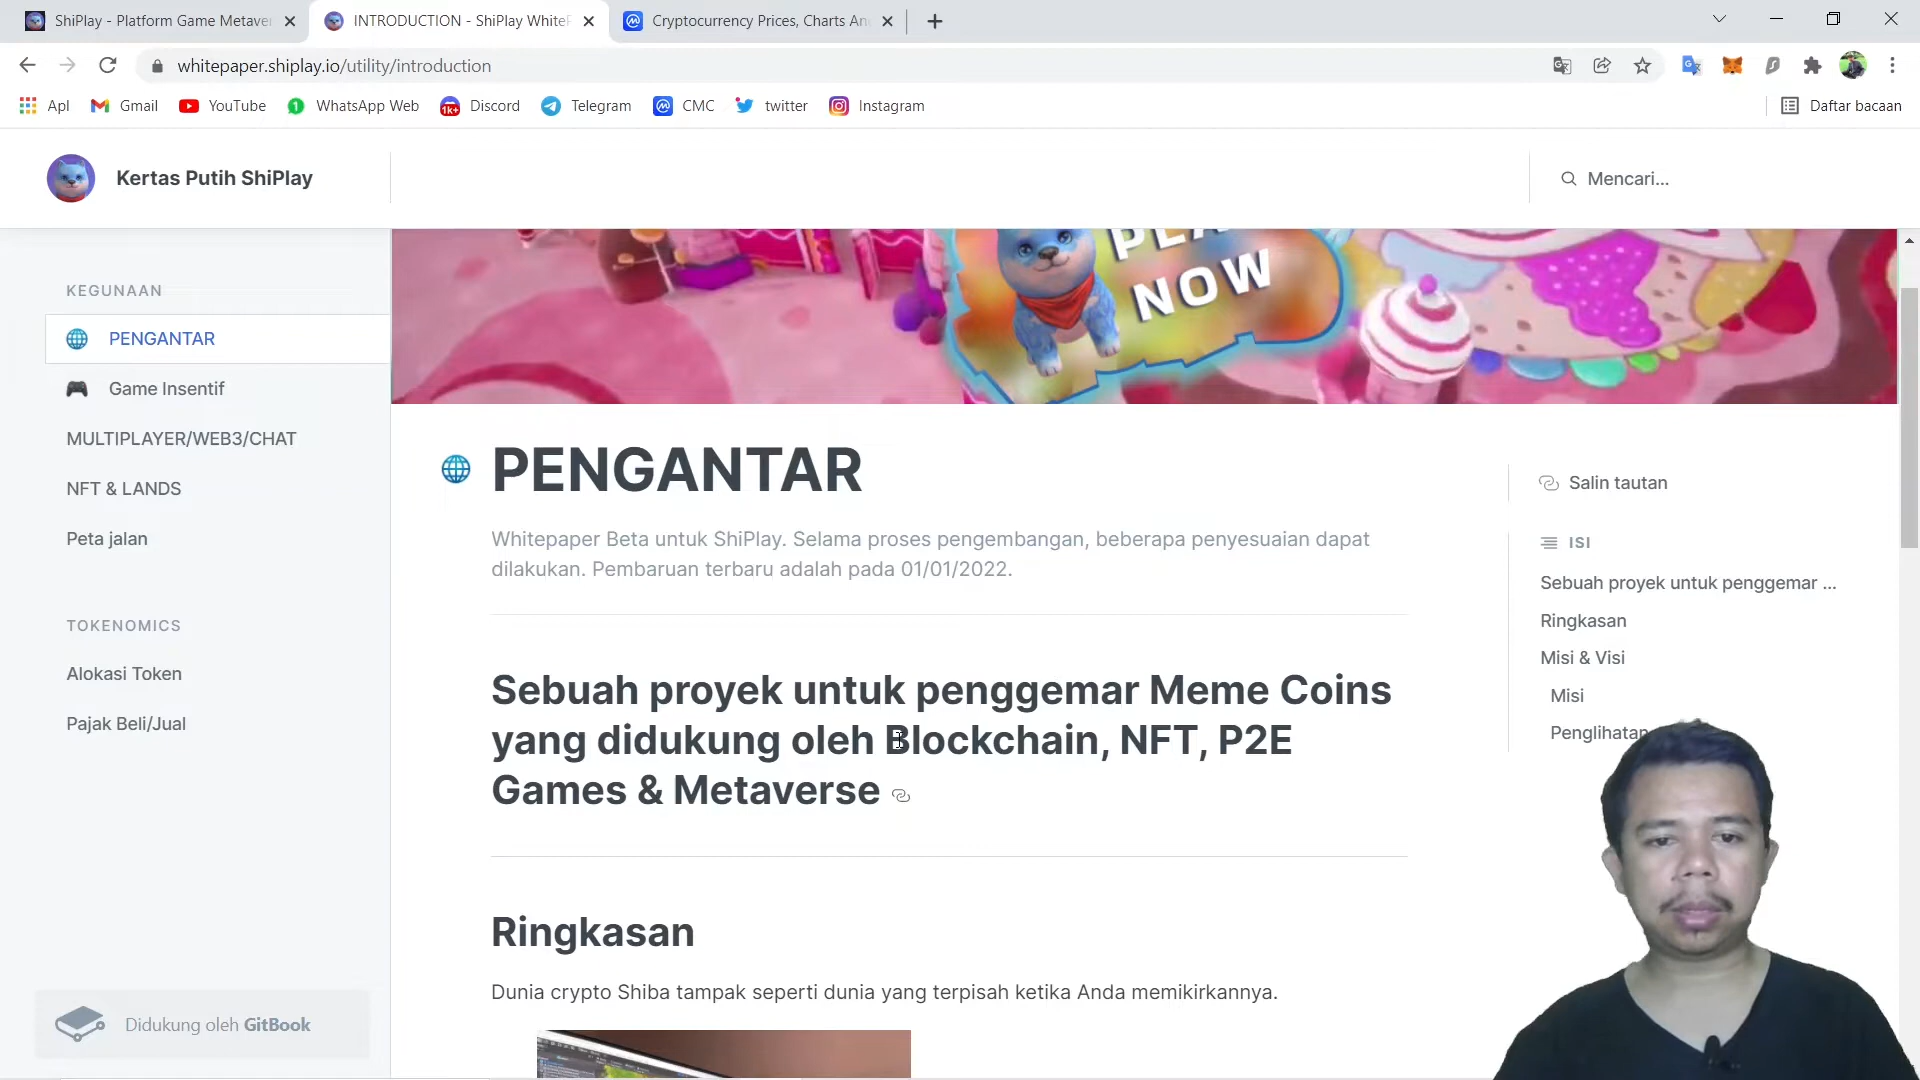 ShiPlay - Platform Game Metaver
INTRODUCTION - ShiPlay WhiteP
Cryptocurrency Prices, Charts An
whitepaper.shiplay.io/utility/introduction
Apl
Gmail
YouTube
WhatsApp Web
Discord
Telegram
CMC
twitter
Instagram
Daftar bacaan
Kertas Putih ShiPlay
Mencari...
KEGUNAAN
PENGANTAR
Game Insentif
MULTIPLAYER/WEB3/CHAT
NFT & LANDS
Peta jalan
TOKENOMICS
Alokasi Token
Pajak Beli/Jual
Didukung oleh GitBook
PLAY
NOW
PENGANTAR
Whitepaper Beta untuk ShiPlay. Selama proses pengembangan, beberapa penyesuaian dapat
dilakukan. Pembaruan terbaru adalah pada 01/01/2022.
Sebuah proyek untuk penggemar Meme Coins
yang didukung oleh Blockchain, NFT, P2E
Games & Metaverse
Ringkasan
Dunia crypto Shiba tampak seperti dunia yang terpisah ketika Anda memikirkannya.
Salin tautan
ISI
Sebuah proyek untuk penggemar ...
Ringkasan
Misi & Visi
Misi
Penglihatan